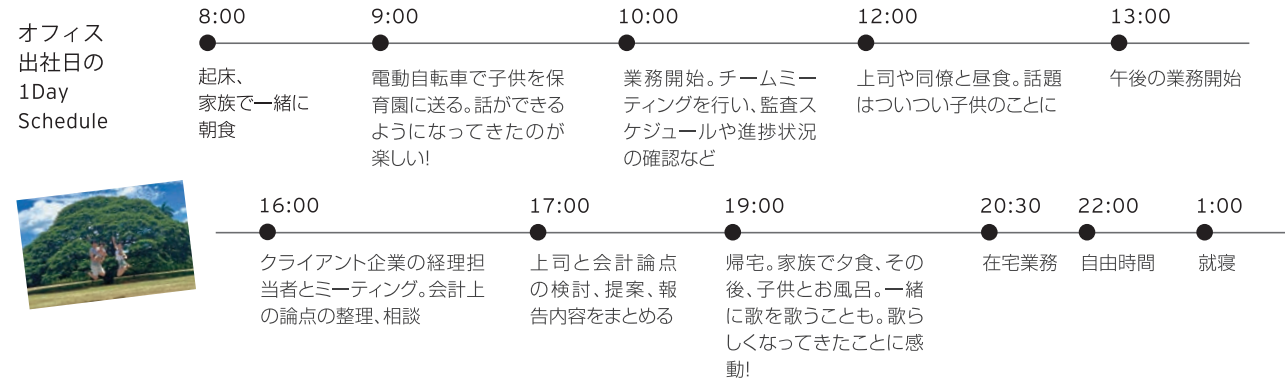 オフィス
出社日の
1Day
Schedule
8:00
起床、
家族で一緒に
朝食
9:00
電動自転車で子供を保
育園に送る。話ができる
ようになってきたのが
楽しい!
10:00
業務開始。チームミー
ティングを行い、監査ス
ケジュールや進捗状況
の確認など
12:00
上司や同僚と昼食。話題
はついつい子供のことに
13:00
午後の業務開始
16:00
クライアント企業の経理担
当者とミーティング。会計上
の論点の整理、相談
17:00
上司と会計論点
の検討、提案、報
告内容をまとめる
19:00
帰宅。家族で夕食、その
後、子供とお風呂。一緒
に歌を歌うことも。歌ら
しくなってきたことに感
動!
20:30
在宅業務
22:00
自由時間
1:00
就寝